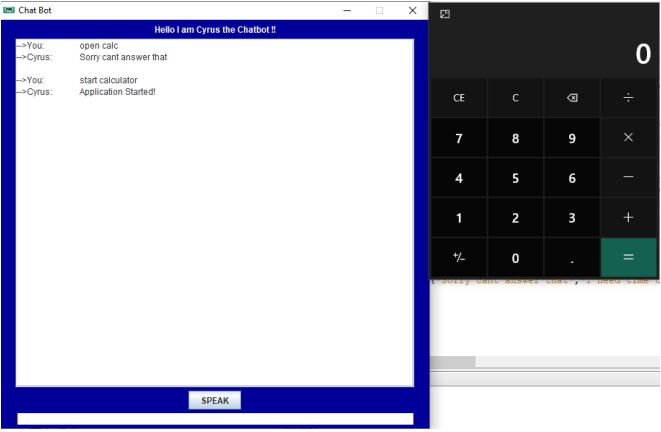 Chat Bot
Hello I am Cyrus the Chatbot !!
-->You: open calc
-->Cyrus: Sorry cant answer that
-->You: start calculator
-->Cyrus: Application Started!
SPEAK
0
CE C ÷
7 8 9 ×
4 5 6 −
1 2 3 +
+/- 0 . =
{"Sorry cant answer that", "I need time